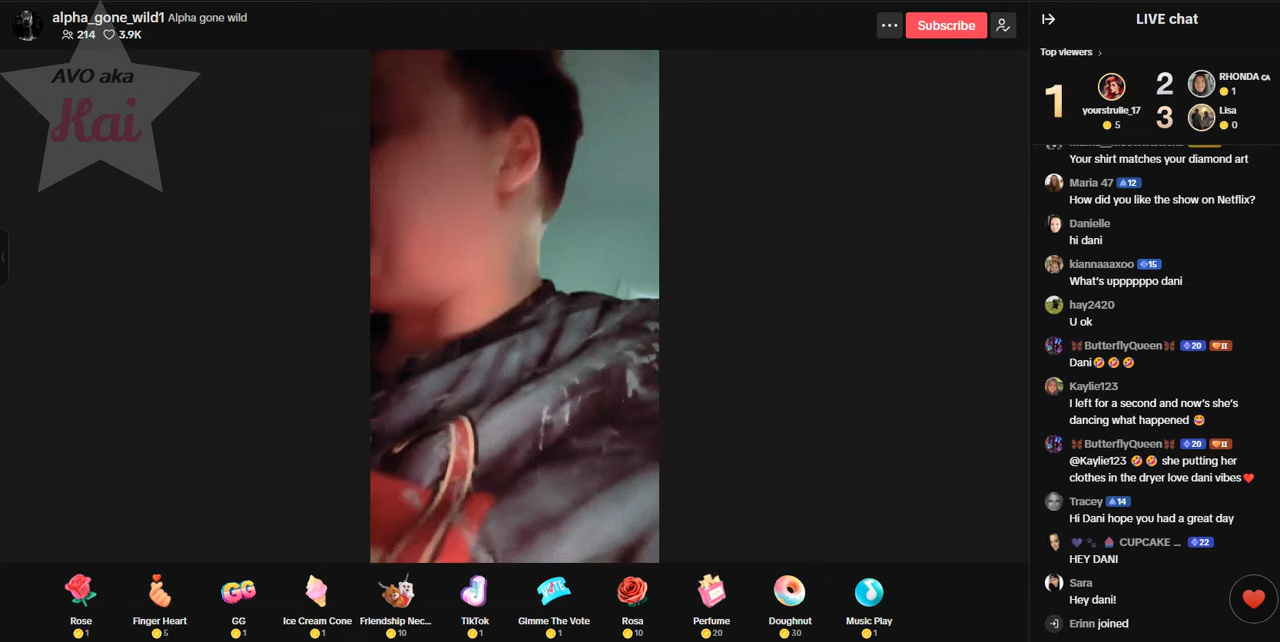 alpha_gone_wild1 Alpha gone wild
214 3.9K
AVO aka
Kai
Subscribe
LIVE chat
Top viewers
1
yourstrulle_17
5
2
RHONDA CA
1
3
Lisa
0
Your shirt matches your diamond art
Maria 47 12
How did you like the show on Netflix?
Danielle
hi dani
kiannaaaxoo 15
What's uppppppo dani
hay2420
U ok
ButterflyQueen 20 II
Dani🤣🤣🤣
Kaylie123
I left for a second and now's she's
dancing what happened 😅
ButterflyQueen 20 II
@Kaylie123 🤣🤣 she putting her
clothes in the dryer love dani vibes❤️
Tracey 14
Hi Dani hope you had a great day
CUPCAKE ... 22
HEY DANI
Sara
Hey dani!
Erinn joined
Rose
1
Finger Heart
5
GG
1
Ice Cream Cone
1
Friendship Nec...
10
TikTok
1
Gimme The Vote
1
Rosa
10
Perfume
20
Doughnut
30
Music Play
1